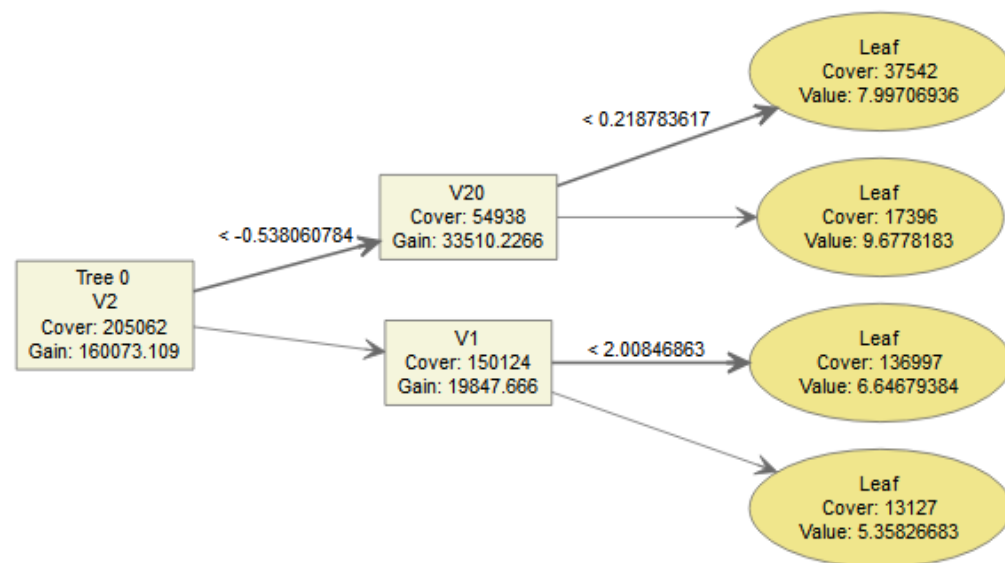 Tree 0
V2
Cover: 205062
Gain: 160073.109
< -0.538060784
V20
Cover: 54938
Gain: 33510.2266
V1
Cover: 150124
Gain: 19847.666
< 0.218783617
Leaf
Cover: 37542
Value: 7.99706936
Leaf
Cover: 17396
Value: 9.6778183
< 2.00846863
Leaf
Cover: 136997
Value: 6.64679384
Leaf
Cover: 13127
Value: 5.35826683